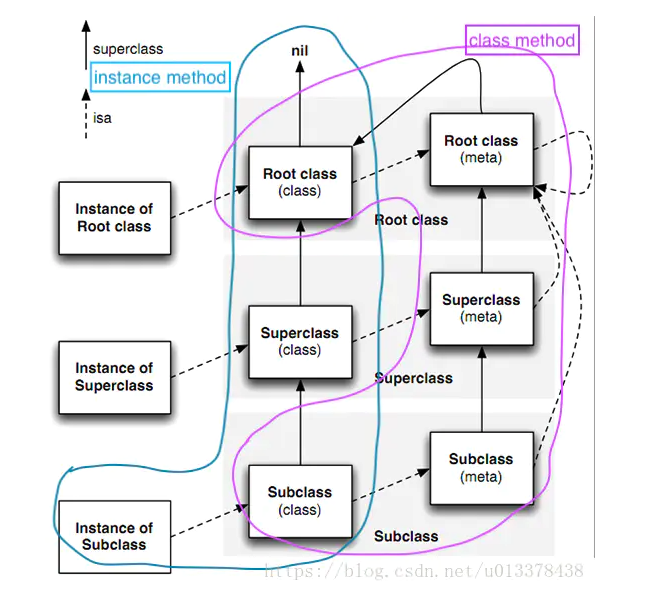 superclass
instance method
isa
nil
class method
Root class
(class)
Root class
(meta)
Instance of
Root class
Root class
Superclass
(class)
Superclass
(meta)
Instance of
Superclass
Superclass
Subclass
(class)
Subclass
(meta)
Instance of
Subclass
Subclass
https://blog.csdn.net/u013378438